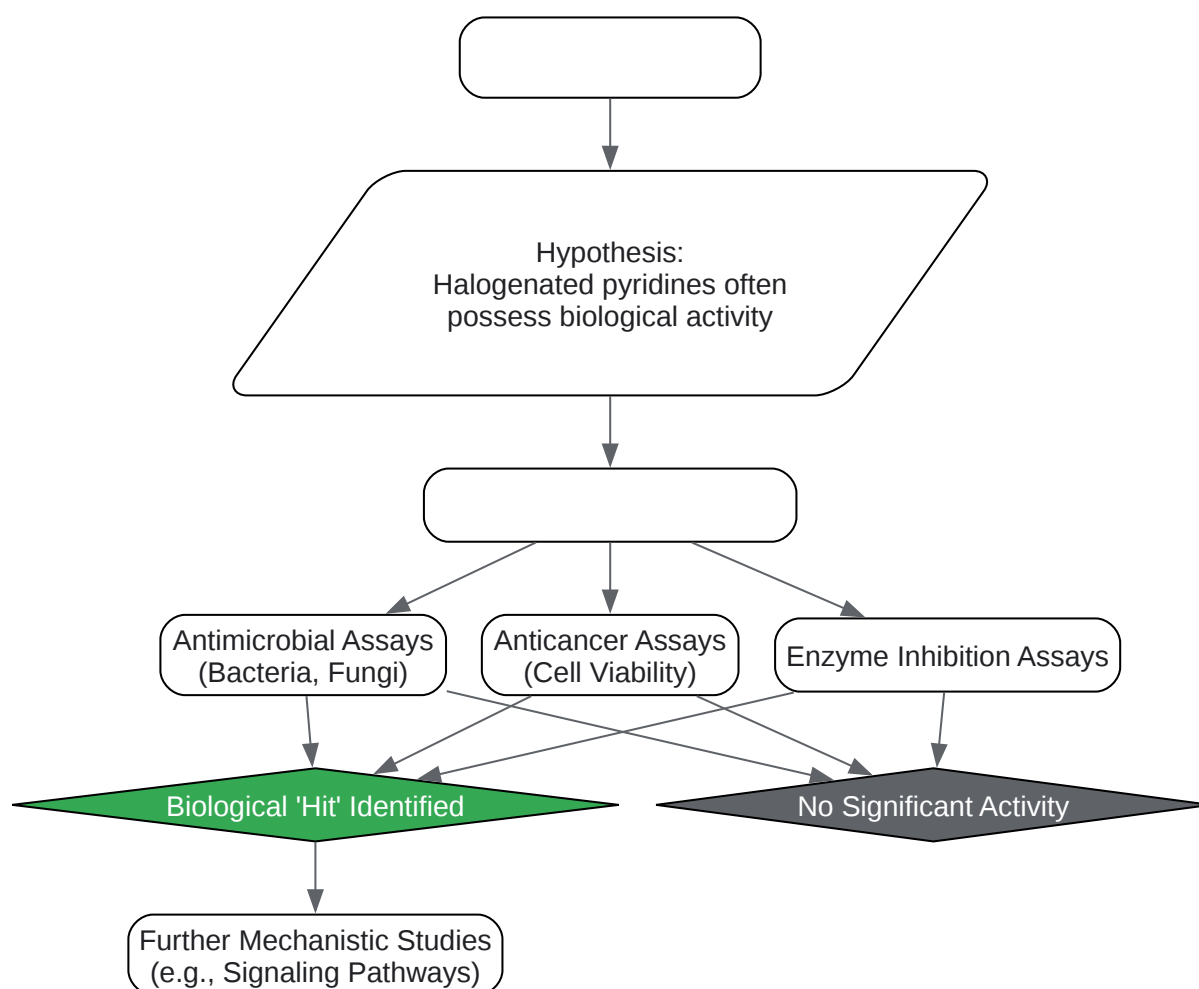 Hypothesis:
Halogenated pyridines often
possess biological activity
Antimicrobial Assays
(Bacteria, Fungi)
Anticancer Assays
(Cell Viability)
Enzyme Inhibition Assays
Biological 'Hit' Identified
No Significant Activity
Further Mechanistic Studies
(e.g., Signaling Pathways)